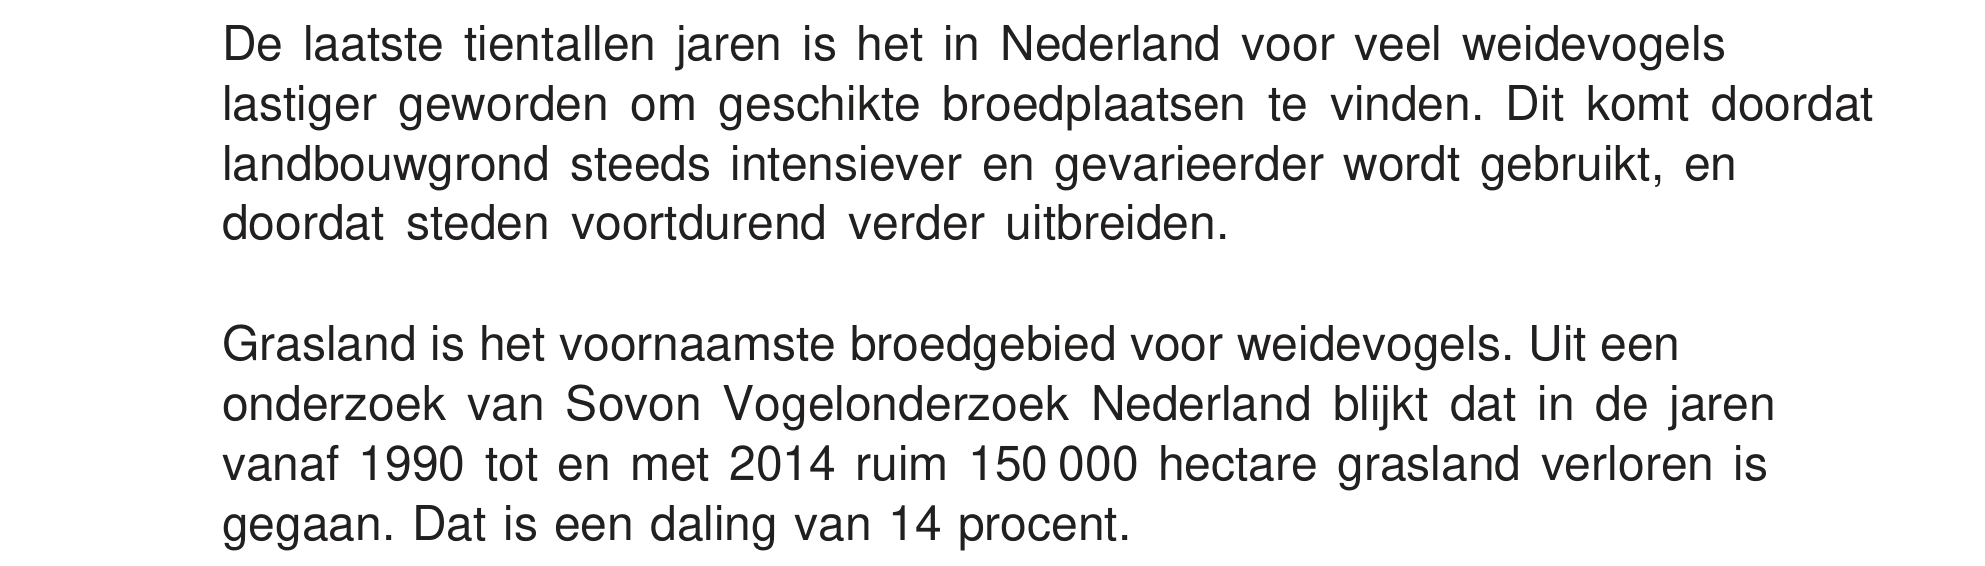 De laatste tientallen jaren is het in Nederland voor veel weidevogels
lastiger geworden om geschikte broedplaatsen te vinden. Dit komt doordat
landbouwgrond steeds intensiever en gevarieerder wordt gebruikt, en
doordat steden voortdurend verder uitbreiden.

Grasland is het voornaamste broedgebied voor weidevogels. Uit een
onderzoek van Sovon Vogelonderzoek Nederland blijkt dat in de jaren
vanaf 1990 tot en met 2014 ruim 150 000 hectare grasland verloren is
gegaan. Dat is een daling van 14 procent.